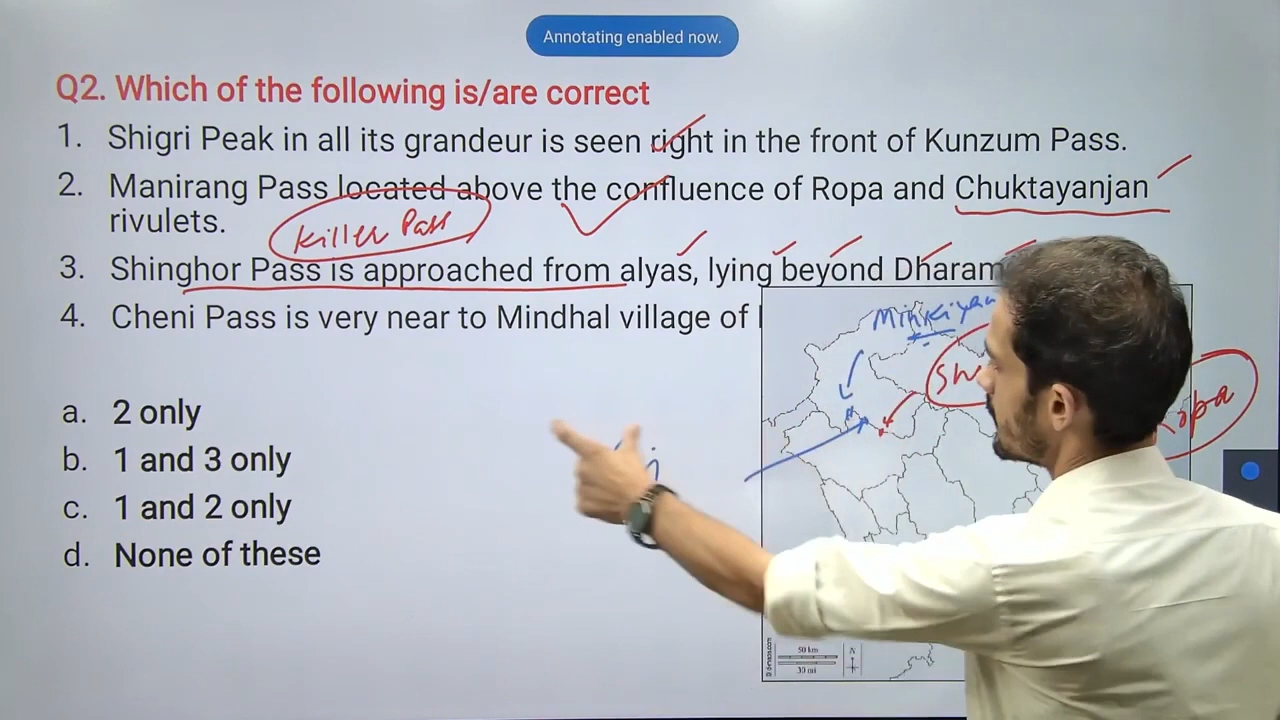 Annotating enabled now.
Q2. Which of the following is/are correct
1. Shigri Peak in all its grandeur is seen right in the front of Kunzum Pass.
2. Manirang Pass located above the confluence of Ropa and Chuktayanjan
rivulets.
Killer Pass
3. Shinghor Pass is approached from alyas, lying beyond Dharam
4. Cheni Pass is very near to Mindhal village of
a. 2 only
b. 1 and 3 only
c. 1 and 2 only
d. None of these
50 km
N
30 mi